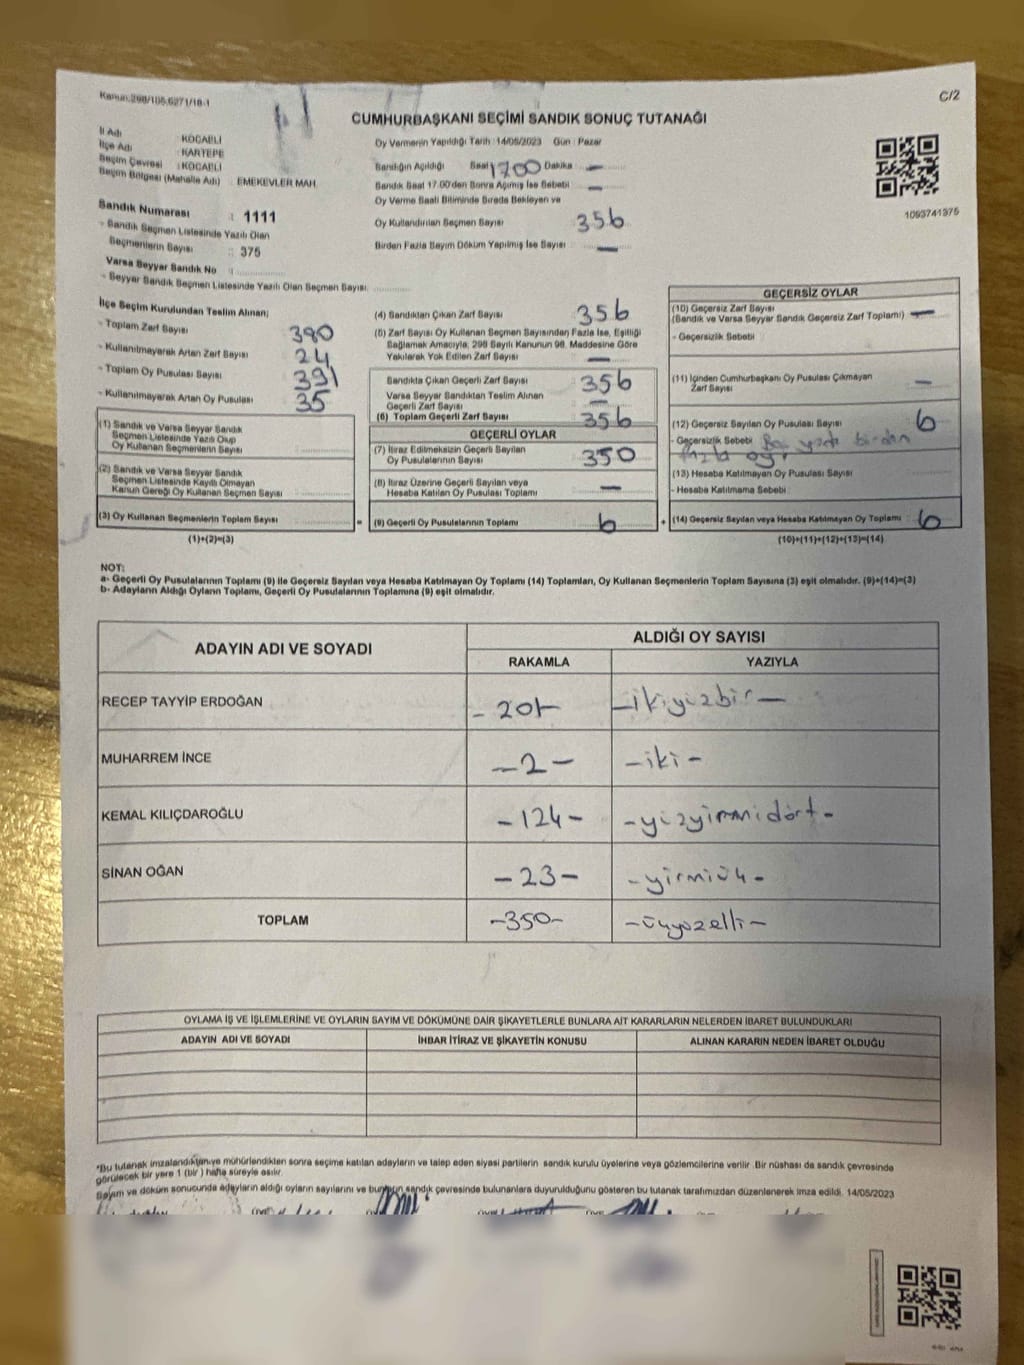 Kanun:298/105,6271/18-1
C/2
CUMHURBAŞKANI SEÇİMİ SANDIK SONUÇ TUTANAĞI
İl Adı : KOCAELİ
İlçe Adı : KARTEPE
Seçim Çevresi : KOCAELİ
Seçim Bölgesi (Mahalle Adı) : EMEKEVLER MAH.
Sandık Numarası : 1111
- Sandık Seçmen Listesinde Yazılı Olan
Seçmenlerin Sayısı : 375
Varsa Seyyar Sandık No :
- Seyyar Sandık Seçmen Listesinde Yazılı Olan Seçmen Sayısı:
Oy Vermenin Yapıldığı Tarih :14/05/2023 Gün : Pazar
Sandığın Açıldığı Saat 1700 Dakika : —
Sandık Saat 17.00'den Sonra Açımış İse Sebebi : —
Oy Verme Saati Bitiminde Sırada Bekleyen ve
Oy Kullandırılan Seçmen Sayısı : 356
Birden Fazla Sayım Döküm Yapılmış İse Sayısı : —
1093741975
İlçe Seçim Kurulundan Teslim Alınan;
- Toplam Zarf Sayısı 380
- Kullanılmayarak Artan Zarf Sayısı 24
- Toplam Oy Pusulası Sayısı 391
- Kullanılmayarak Artan Oy Pusulası 35
(1) Sandık ve Varsa Seyyar Sandık
Seçmen Listesinde Yazılı Olup
Oy Kullanan Seçmenlerin Sayısı
(2) Sandık ve Varsa Seyyar Sandık
Seçmen Listesinde Kayıtlı Olmayan
Kanun Gereği Oy Kullanan Seçmen Sayısı
(3) Oy Kullanan Seçmenlerin Toplam Sayısı
(1)+(2)=(3)
(4) Sandıktan Çıkan Zarf Sayısı : 356
(5) Zarf Sayısı Oy Kullanan Seçmen Sayısından Fazla İse, Eşitliği
Sağlamak Amacıyla, 298 Sayılı Kanunun 98. Maddesine Göre
Yakılarak Yok Edilen Zarf Sayısı : —
Sandıkta Çıkan Geçerli Zarf Sayısı : 356
Varsa Seyyar Sandıktan Teslim Alınan
Geçerli Zarf Sayısı : —
(6) Toplam Geçerli Zarf Sayısı : 356
GEÇERLİ OYLAR
(7) İtiraz Edilmeksizin Geçerli Sayılan
Oy Pusulalarının Sayısı : 350
(8) İtiraz Üzerine Geçerli Sayılan veya
Hesaba Katılan Oy Pusulası Toplamı : —
= (9) Geçerli Oy Pusulalarının Toplamı : 6
GEÇERSİZ OYLAR
(10) Geçersiz Zarf Sayısı
(Sandık ve Varsa Seyyar Sandık Geçersiz Zarf Toplamı) : —
- Geçersizlik Sebebi :
(11) İçinden Cumhurbaşkanı Oy Pusulası Çıkmayan
Zarf Sayısı : —
(12) Geçersiz Sayılan Oy Pusulası Sayısı : 6
- Geçersizlik Sebebi : birden
fazla oy
(13) Hesaba Katılmayan Oy Pusulası Sayısı :
- Hesaba Katılmama Sebebi :
+ (14) Geçersiz Sayılan veya Hesaba Katılmayan Oy Toplamı : 6
(10)+(11)+(12)+(13)=(14)
NOT:
a- Geçerli Oy Pusulalarının Toplamı (9) ile Geçersiz Sayılan veya Hesaba Katılmayan Oy Toplamı (14) Toplamları, Oy Kullanan Seçmenlerin Toplam Sayısına (3) eşit olmalıdır. (9)+(14)=(3)
b- Adayların Aldığı Oyların Toplamı, Geçerli Oy Pusulalarının Toplamına (9) eşit olmalıdır.
ADAYIN ADI VE SOYADI ALDIĞI OY SAYISI
RAKAMLA YAZIYLA
RECEP TAYYİP ERDOĞAN - 201- -ikiyüzbir-
MUHARREM İNCE -2- -iki-
KEMAL KILIÇDAROĞLU -124- -yüzyirmidört-
SİNAN OĞAN -23- -yirmiüç-
TOPLAM -350- -üçyüzelli-
OYLAMA İŞ VE İŞLEMLERİNE VE OYLARIN SAYIM VE DÖKÜMÜNE DAİR ŞİKAYETLERLE BUNLARA AİT KARARLARIN NELERDEN İBARET BULUNDUKLARI
ADAYIN ADI VE SOYADI İHBAR İTİRAZ VE ŞİKAYETİN KONUSU ALINAN KARARIN NEDEN İBARET OLDUĞU
*Bu tutanak imzalandıktan ve mühürlendikten sonra seçime katılan adayların ve talep eden siyasi partilerin sandık kurulu üyelerine veya gözlemcilerine verilir. Bir nüshası da sandık çevresinde
görülecek bir yere 1 (bir ) hafta süreyle asılır.
Sayım ve döküm sonucunda adayların aldığı oyların sayılarını ve bunların sandık çevresinde bulunanlara duyurulduğunu gösteren bu tutanak tarafımızdan düzenlenerek imza edildi. 14/05/2023